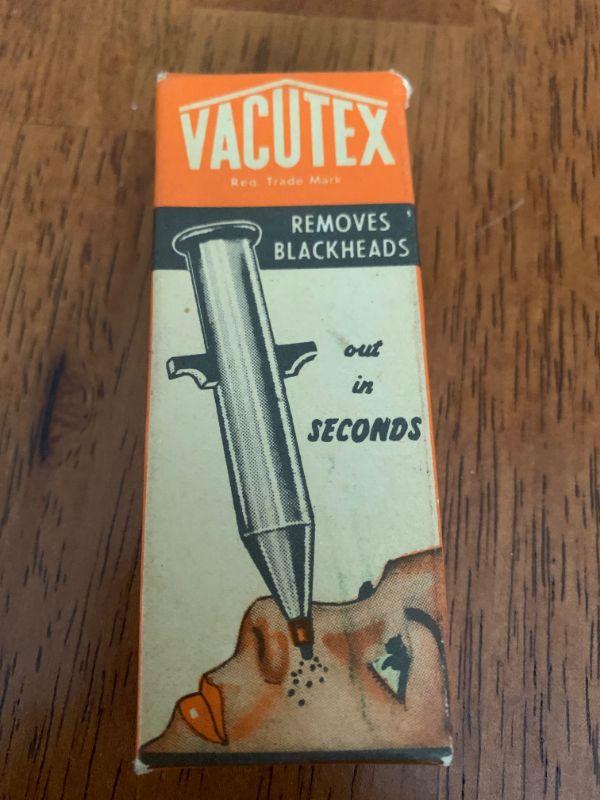 VACUTEX
Reg. Trade Mark
REMOVES
BLACKHEADS
out
in
SECONDS